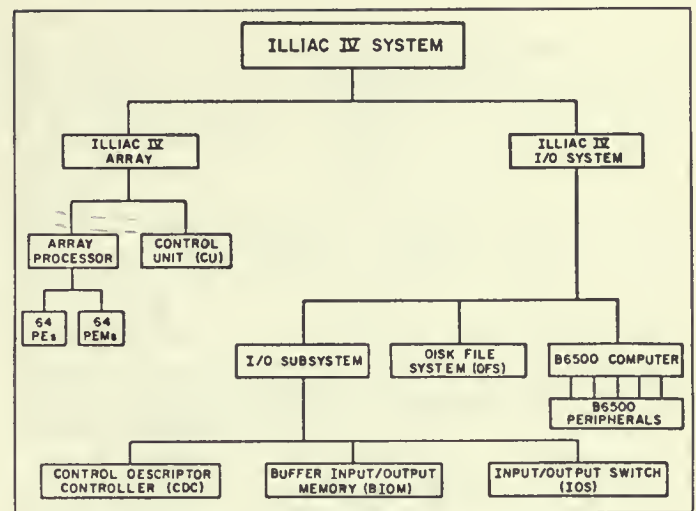 ILLIAC IV SYSTEM
ILLIAC IV
ARRAY
ILLIAC IV
I/O SYSTEM
ARRAY
PROCESSOR
CONTROL
UNIT (CU)
64
PEs
64
PEMs
I/O SUBSYSTEM
DISK FILE
SYSTEM (DFS)
B6500 COMPUTER
B6500
PERIPHERALS
CONTROL DESCRIPTOR
CONTROLLER (CDC)
BUFFER INPUT/OUTPUT
MEMORY (BIOM)
INPUT/OUTPUT SWITCH
(IOS)